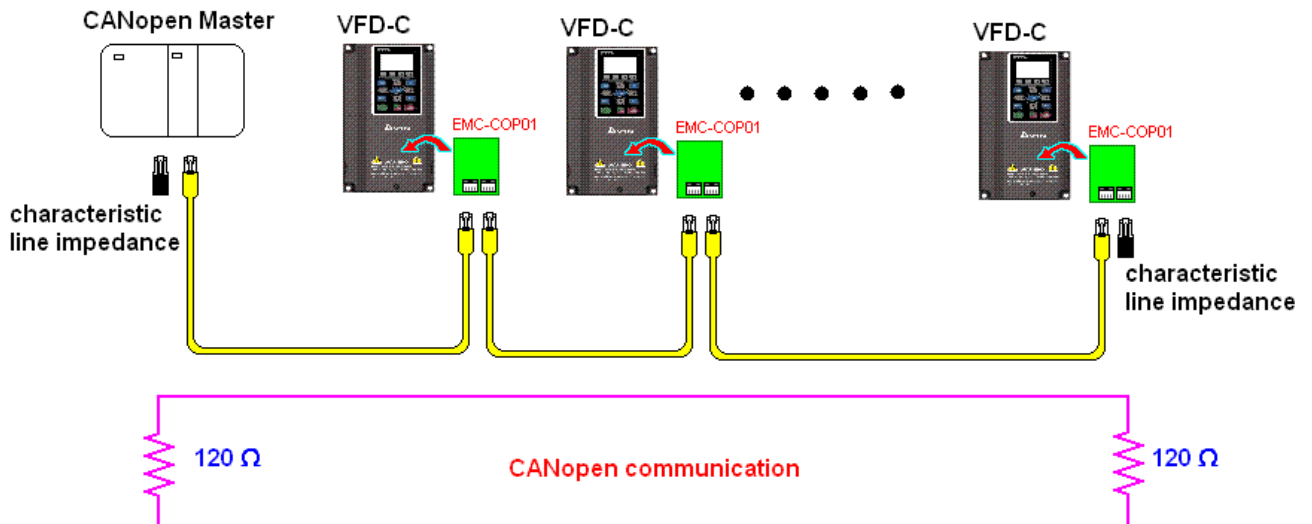 CANopen Master
VFD-C
VFD-C
VFD-C
EMC-COP01
EMC-COP01
EMC-COP01
characteristic
line impedance
characteristic
line impedance
120 Ω
CANopen communication
120 Ω